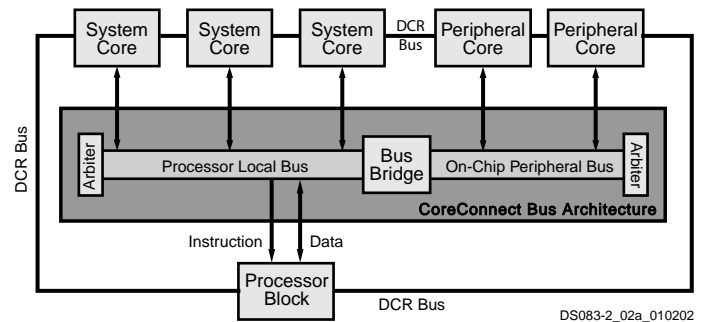 System
Core
System
Core
System
Core
DCR
Bus
Peripheral
Core
Peripheral
Core
DCR Bus
Arbiter
Processor Local Bus
Bus
Bridge
On-Chip Peripheral Bus
Arbiter
CoreConnect Bus Architecture
Instruction
Data
Processor
Block
DCR Bus
DS083-2_02a_010202